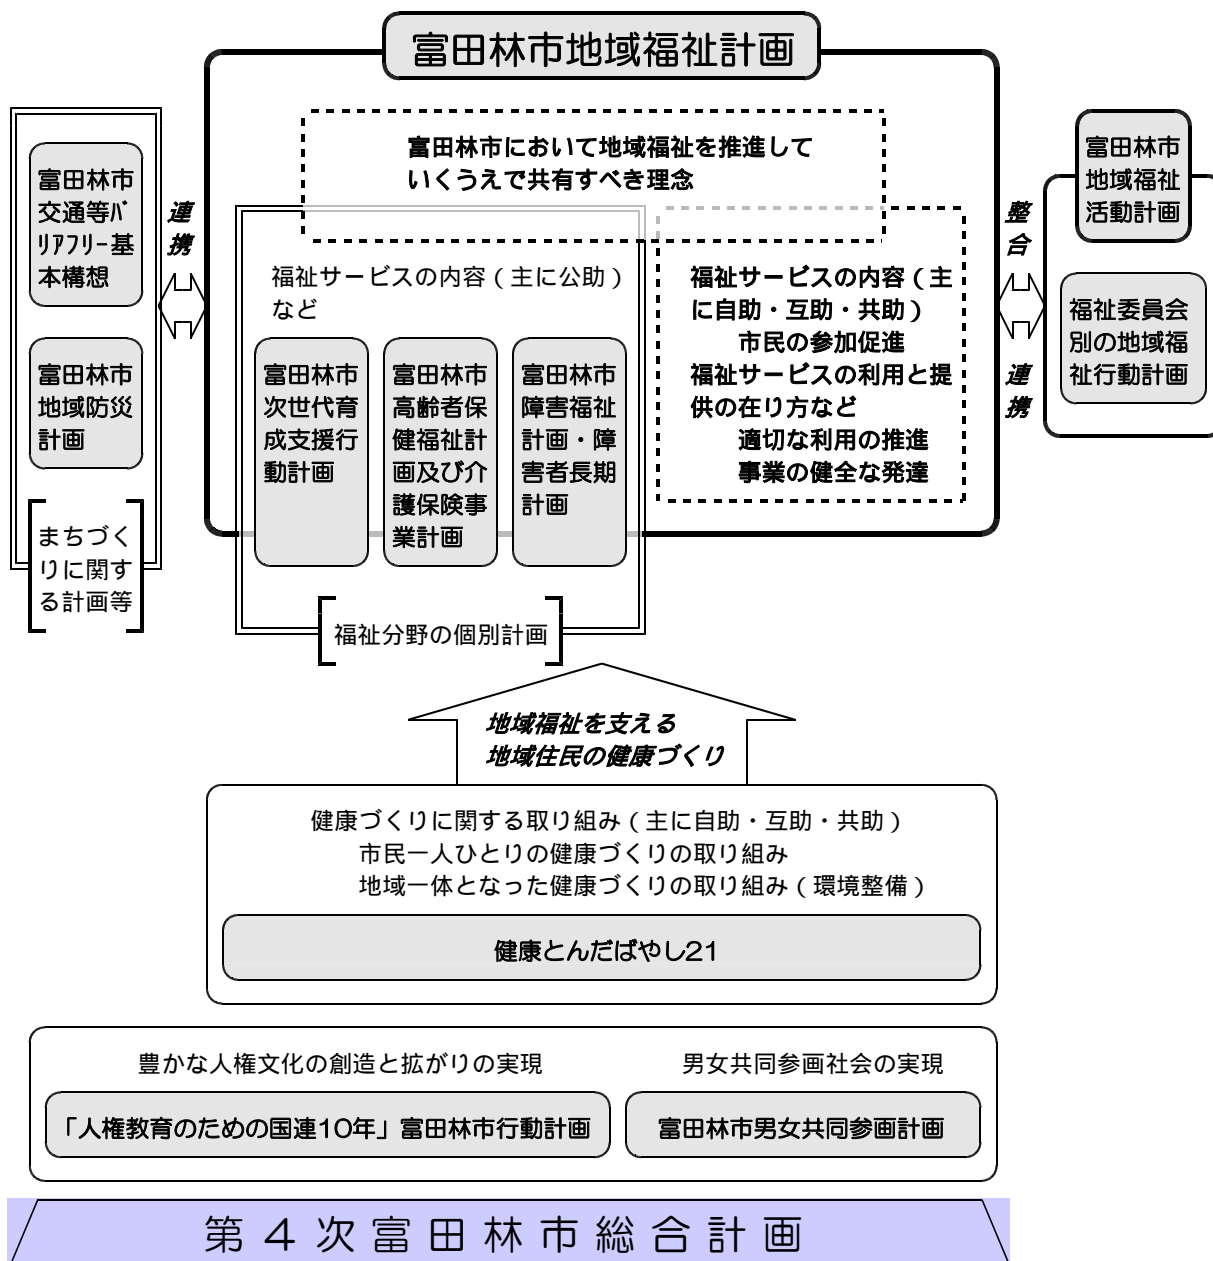 富田林市地域福祉計画
富田林市において地域福祉を推進して
いくうえで共有すべき理念
富田林市
交通等ﾊﾞ
ﾘｱﾌﾘｰ基
本構想
富田林市
地域防災
計画
まちづく
りに関す
る計画等
連
携
福祉サービスの内容（主に公助）
など
富田林市
次世代育
成支援行
動計画
富田林市
高齢者保
健福祉計
画及び介
護保険事
業計画
富田林市
障害福祉
計画・障
害者長期
計画
福祉分野の個別計画
福祉サービスの内容（主
に自助・互助・共助）
市民の参加促進
福祉サービスの利用と提
供の在り方など
適切な利用の推進
事業の健全な発達
整
合
連
携
富田林市
地域福祉
活動計画
福祉委員会
別の地域福
祉行動計画
地域福祉を支える
地域住民の健康づくり
健康づくりに関する取り組み（主に自助・互助・共助）
市民一人ひとりの健康づくりの取り組み
地域一体となった健康づくりの取り組み（環境整備）
健康とんだばやし21
豊かな人権文化の創造と拡がりの実現
「人権教育のための国連10年」富田林市行動計画
男女共同参画社会の実現
富田林市男女共同参画計画
第４次富田林市総合計画